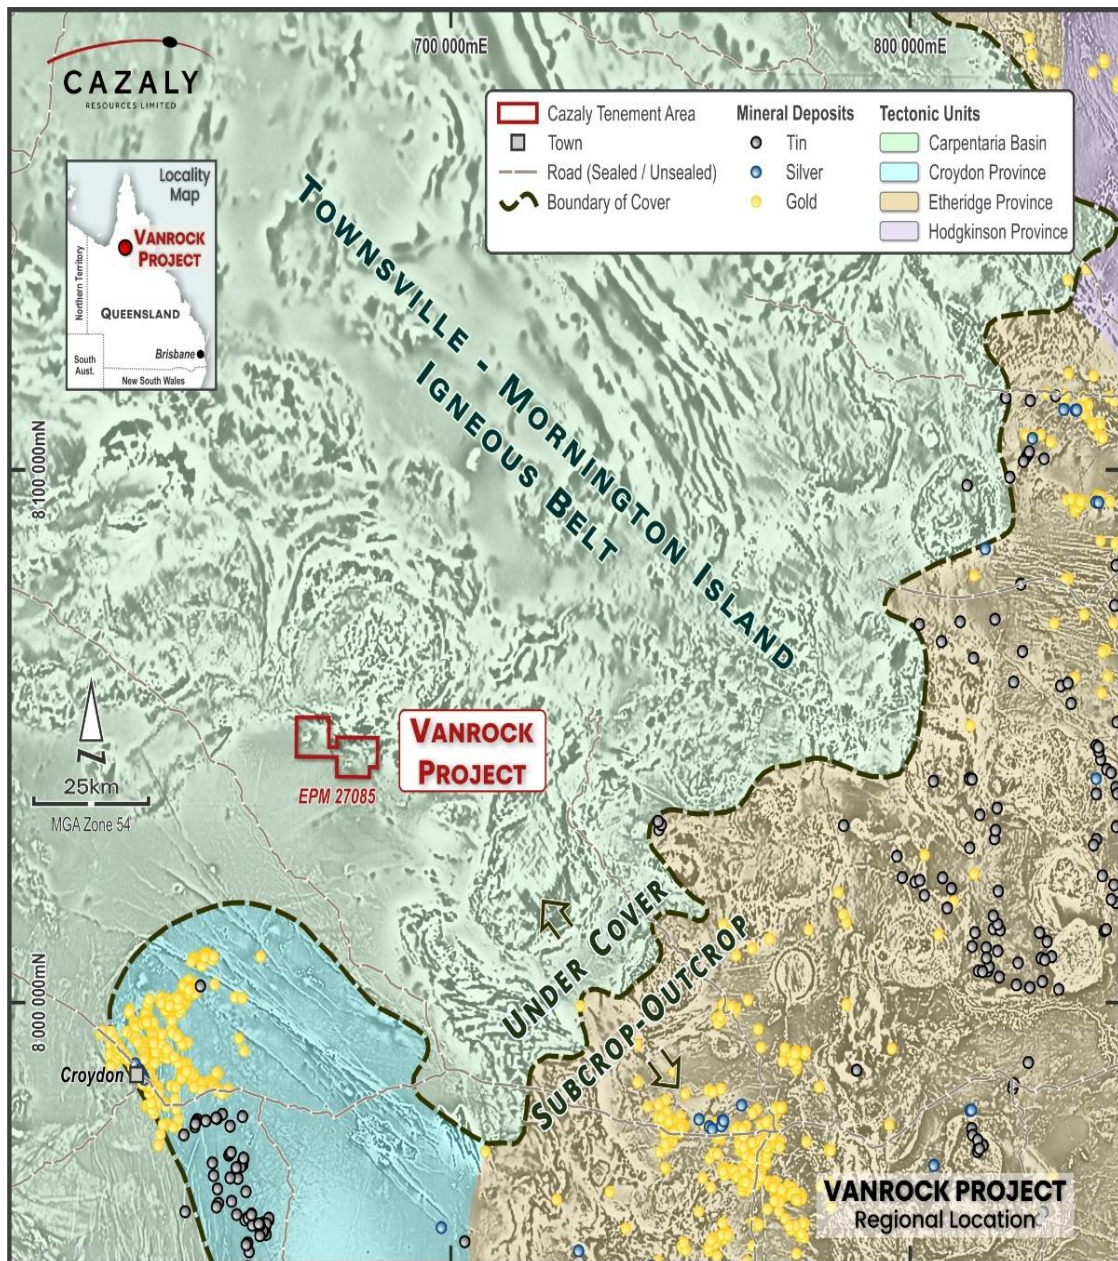 CAZALY
RESOURCES LIMITED
700 000mE
800 000mE
Cazaly Tenement Area
Town
Road (Sealed / Unsealed)
Boundary of Cover
Mineral Deposits
Tin
Silver
Gold
Tectonic Units
Carpentaria Basin
Croydon Province
Etheridge Province
Hodgkinson Province
Locality
Map
VANROCK
PROJECT
Northern Territory
QUEENSLAND
Brisbane
South
Aust.
New South Wales
TOWNSVILLE - MORNINGTON ISLAND
IGNEOUS BELT
8 100 000mN
N
25km
MGA Zone 54
EPM 27085
VANROCK
PROJECT
UNDER COVER
SUBCROP-OUTCROP
8 000 000mN
Croydon
VANROCK PROJECT
Regional Location